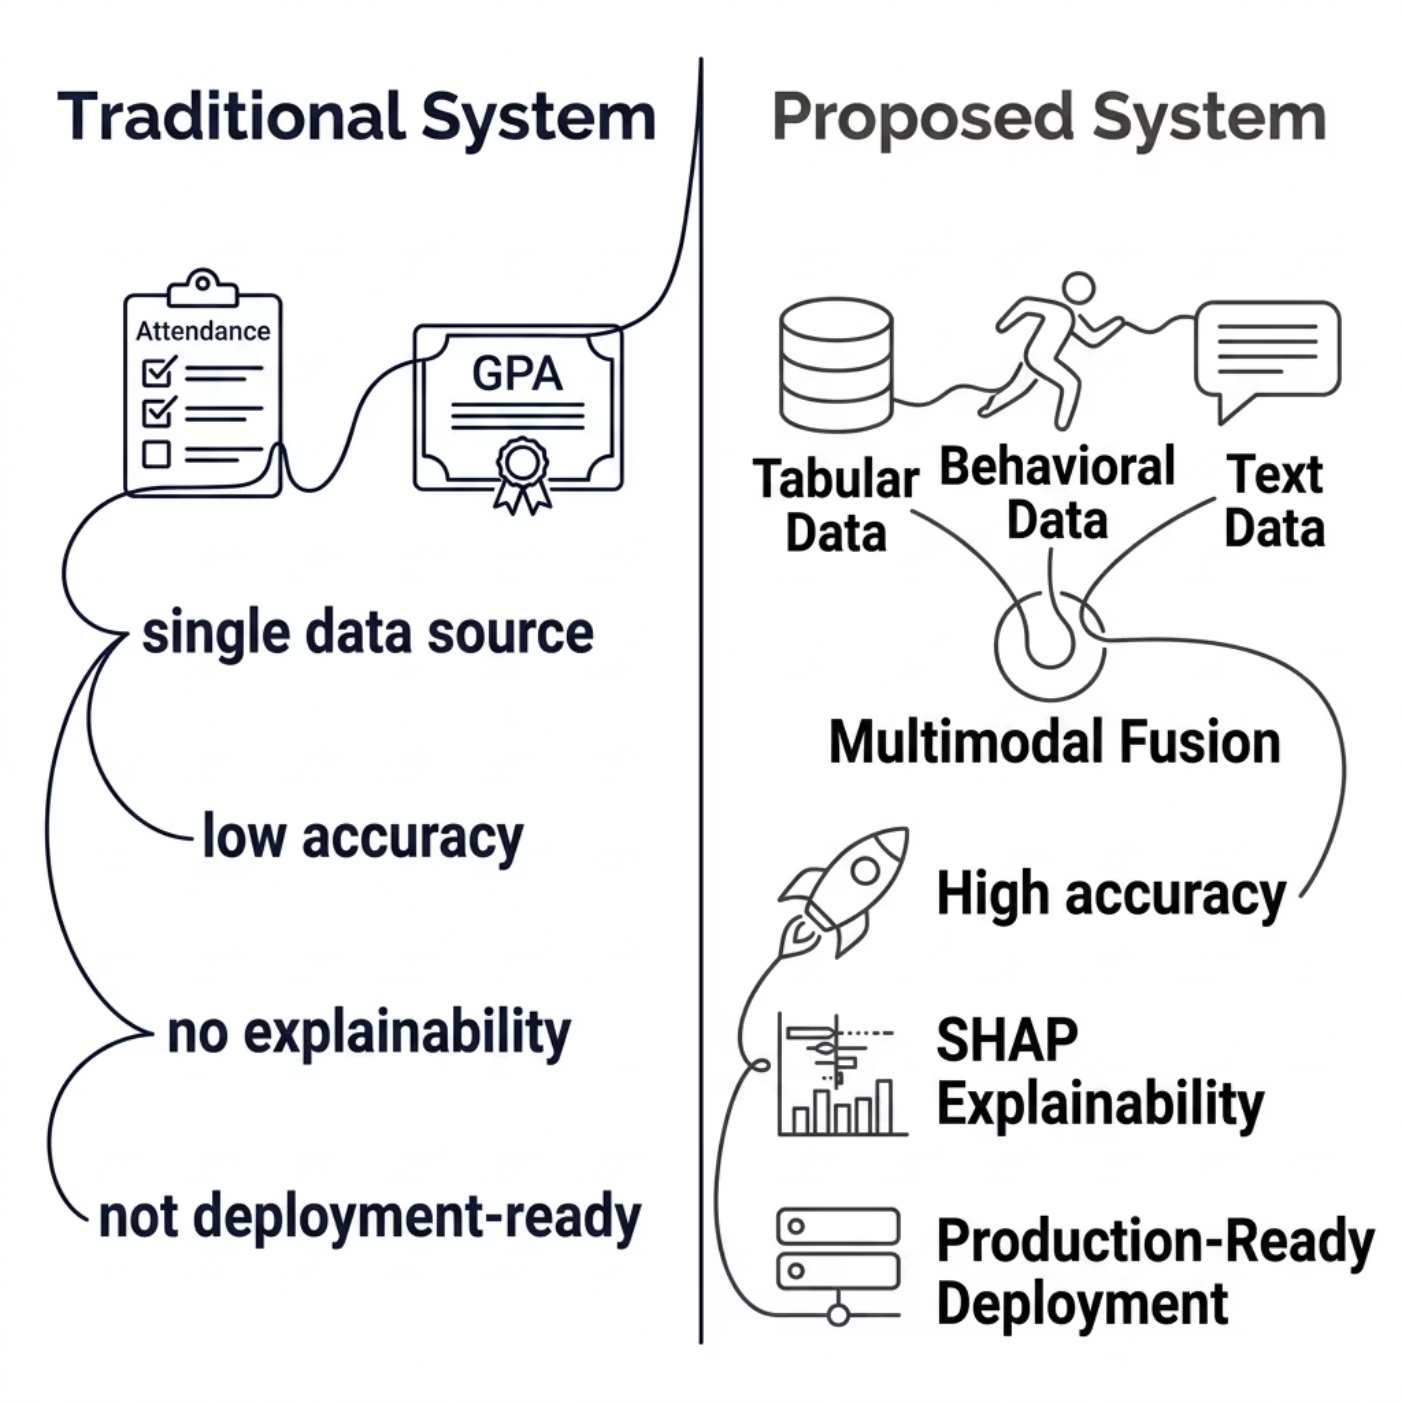 Traditional System
Attendance
GPA
single data source
low accuracy
no explainability
not deployment-ready
Proposed System
Tabular
Data
Behavioral
Data
Text
Data
Multimodal Fusion
High accuracy
SHAP
Explainability
Production-Ready
Deployment